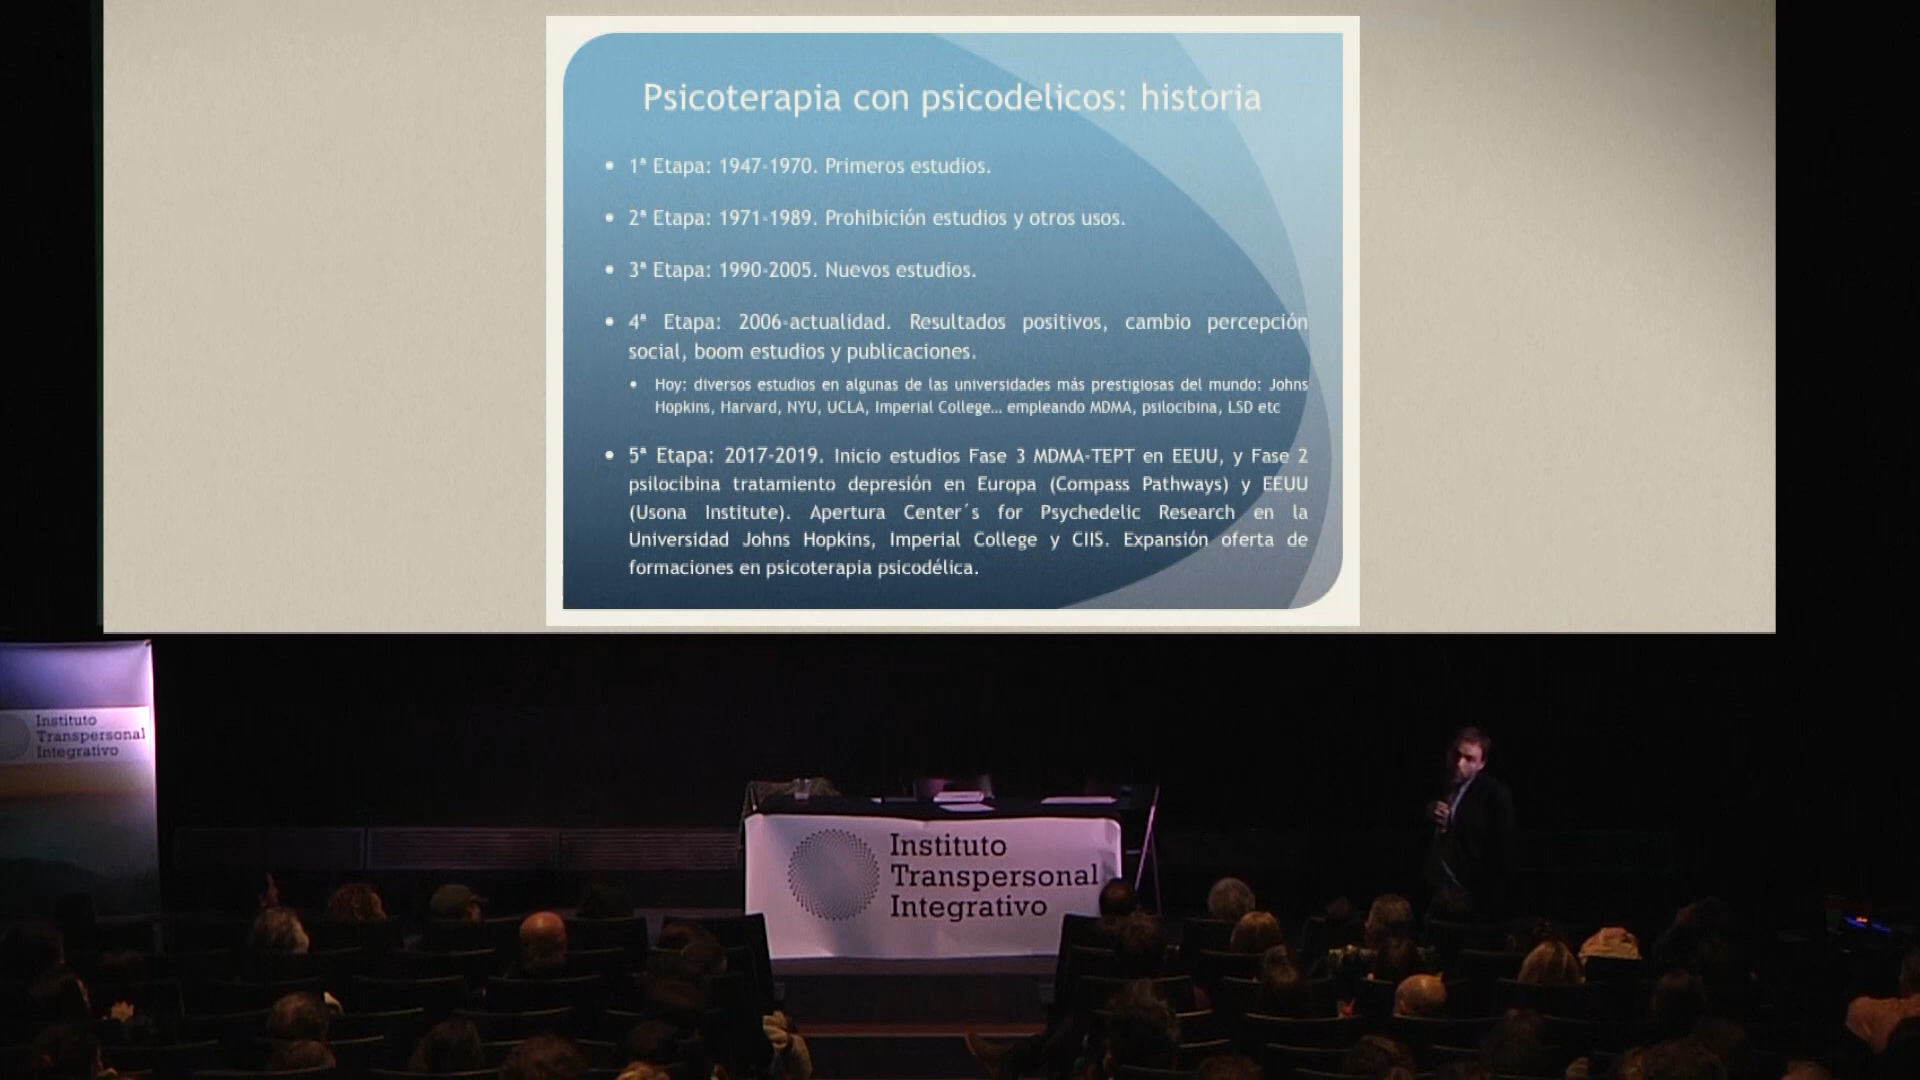 Psicoterapia con psicodelicos: historia
• 1ª Etapa: 1947-1970. Primeros estudios.
• 2ª Etapa: 1971-1989. Prohibición estudios y otros usos.
• 3ª Etapa: 1990-2005. Nuevos estudios.
• 4ª Etapa: 2006-actualidad. Resultados positivos, cambio percepción
social, boom estudios y publicaciones.
• Hoy: diversos estudios en algunas de las universidades más prestigiosas del mundo: Johns
Hopkins, Harvard, NYU, UCLA, Imperial College... empleando MDMA, psilocibina, LSD etc
• 5ª Etapa: 2017-2019. Inicio estudios Fase 3 MDMA-TEPT en EEUU, y Fase 2
psilocibina tratamiento depresión en Europa (Compass Pathways) y EEUU
(Usona Institute). Apertura Center´s for Psychedelic Research en la
Universidad Johns Hopkins, Imperial College y CIIS. Expansión oferta de
formaciones en psicoterapia psicodélica.
Instituto
Transpersonal
Integrativo
Instituto
Transpersonal
Integrativo